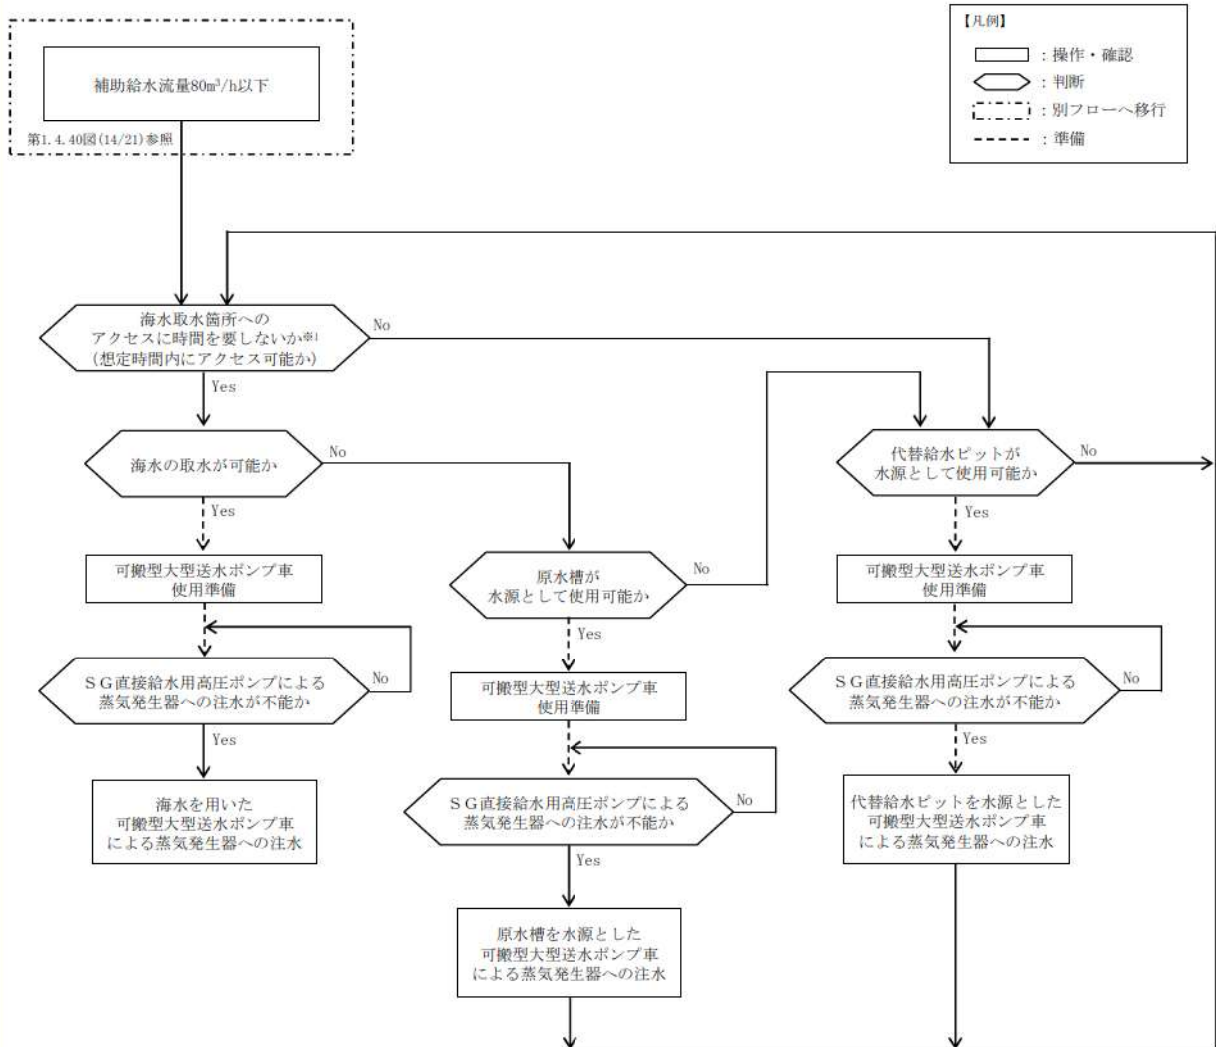 【凡例】
：操作・確認
：判断
：別フローへ移行
：準備
補助給水流量80m³/h以下
第1.4.40図(14/21)参照
海水取水箇所への
アクセスに時間を要しないか※1
(想定時間内にアクセス可能か)
No
Yes
海水の取水が可能か
No
Yes
可搬型大型送水ポンプ車
使用準備
ＳＧ直接給水用高圧ポンプによる
蒸気発生器への注水が不能か
No
Yes
海水を用いた
可搬型大型送水ポンプ車
による蒸気発生器への注水
原水槽が
水源として使用可能か
No
Yes
可搬型大型送水ポンプ車
使用準備
ＳＧ直接給水用高圧ポンプによる
蒸気発生器への注水が不能か
No
Yes
原水槽を水源とした
可搬型大型送水ポンプ車
による蒸気発生器への注水
代替給水ピットが
水源として使用可能か
No
Yes
可搬型大型送水ポンプ車
使用準備
ＳＧ直接給水用高圧ポンプによる
蒸気発生器への注水が不能か
No
Yes
代替給水ピットを水源とした
可搬型大型送水ポンプ車
による蒸気発生器への注水